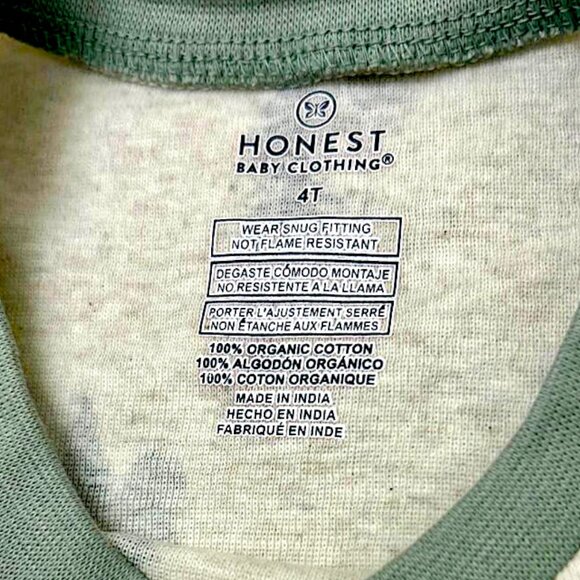 HONEST
BABY CLOTHING®
4T
WEAR SNUG FITTING
NOT FLAME RESISTANT
DEGASTE CÓMODO MONTAJE
NO RESISTENTE A LA LLAMA
PORTER L'AJUSTEMENT SERRÉ
NON ÉTANCHE AUX FLAMMES
100% ORGANIC COTTON
100% ALGODÓN ORGÁNICO
100% COTON ORGANIQUE
MADE IN INDIA
HECHO EN INDIA
FABRIQUÉ EN INDE